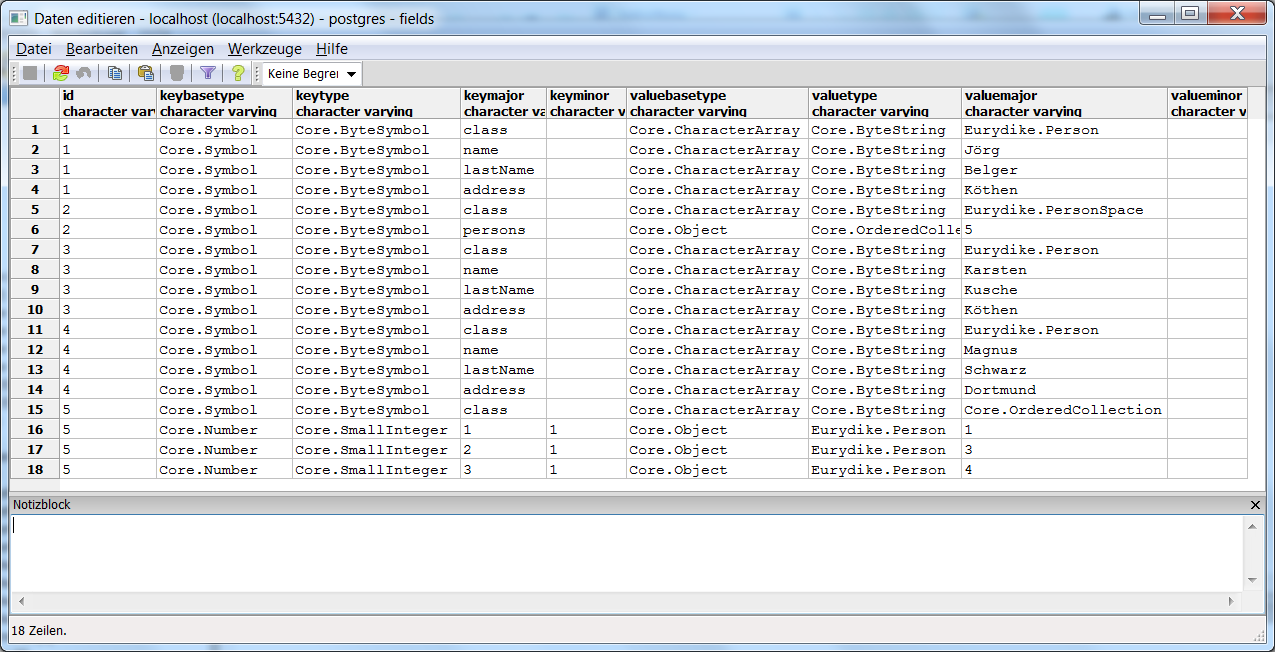 Daten editieren - localhost (localhost:5432) - postgres - fields
Datei Bearbeiten Anzeigen Werkzeuge Hilfe
Keine Begrei
id keybasetype keytype keymajor keyminor valuebasetype valuetype valuemajor valueminor
character var character varying character varying character va character v character varying character varying character varying character v
1 1 Core.Symbol Core.ByteSymbol class Core.CharacterArray Core.ByteString Eurydike.Person
2 1 Core.Symbol Core.ByteSymbol name Core.CharacterArray Core.ByteString Jörg
3 1 Core.Symbol Core.ByteSymbol lastName Core.CharacterArray Core.ByteString Belger
4 1 Core.Symbol Core.ByteSymbol address Core.CharacterArray Core.ByteString Köthen
5 2 Core.Symbol Core.ByteSymbol class Core.CharacterArray Core.ByteString Eurydike.PersonSpace
6 2 Core.Symbol Core.ByteSymbol persons Core.Object Core.OrderedColle 5
7 3 Core.Symbol Core.ByteSymbol class Core.CharacterArray Core.ByteString Eurydike.Person
8 3 Core.Symbol Core.ByteSymbol name Core.CharacterArray Core.ByteString Karsten
9 3 Core.Symbol Core.ByteSymbol lastName Core.CharacterArray Core.ByteString Kusche
10 3 Core.Symbol Core.ByteSymbol address Core.CharacterArray Core.ByteString Köthen
11 4 Core.Symbol Core.ByteSymbol class Core.CharacterArray Core.ByteString Eurydike.Person
12 4 Core.Symbol Core.ByteSymbol name Core.CharacterArray Core.ByteString Magnus
13 4 Core.Symbol Core.ByteSymbol lastName Core.CharacterArray Core.ByteString Schwarz
14 4 Core.Symbol Core.ByteSymbol address Core.CharacterArray Core.ByteString Dortmund
15 5 Core.Symbol Core.ByteSymbol class Core.CharacterArray Core.ByteString Core.OrderedCollection
16 5 Core.Number Core.SmallInteger 1 1 Core.Object Eurydike.Person 1
17 5 Core.Number Core.SmallInteger 2 1 Core.Object Eurydike.Person 3
18 5 Core.Number Core.SmallInteger 3 1 Core.Object Eurydike.Person 4
Notizblock
18 Zeilen.